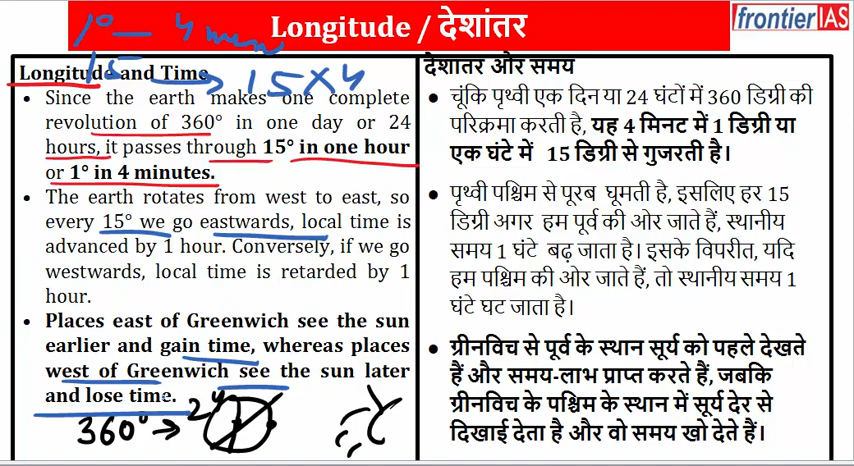 1° — 4 min
Longitude / देशांतर
frontierIAS
15 → 15 × 4
Longitude and Time
• Since the earth makes one complete
revolution of 360° in one day or 24
hours, it passes through 15° in one hour
or 1° in 4 minutes.
• The earth rotates from west to east, so
every 15° we go eastwards, local time is
advanced by 1 hour. Conversely, if we go
westwards, local time is retarded by 1
hour.
• Places east of Greenwich see the sun
earlier and gain time, whereas places
west of Greenwich see the sun later
and lose time.
360° → 24
देशांतर और समय
• चूंकि पृथ्वी एक दिन या 24 घंटों में 360 डिग्री की
परिक्रमा करती है, यह 4 मिनट में 1 डिग्री या
एक घंटे में 15 डिग्री से गुजरती है।
• पृथ्वी पश्चिम से पूरब घूमती है, इसलिए हर 15
डिग्री अगर हम पूर्व की ओर जाते हैं, स्थानीय
समय 1 घंटे बढ़ जाता है। इसके विपरीत, यदि
हम पश्चिम की ओर जाते हैं, तो स्थानीय समय 1
घंटे घट जाता है।
• ग्रीनविच से पूर्व के स्थान सूर्य को पहले देखते
हैं और समय-लाभ प्राप्त करते हैं, जबकि
ग्रीनविच के पश्चिम के स्थान में सूर्य देर से
दिखाई देता है और वो समय खो देते हैं।